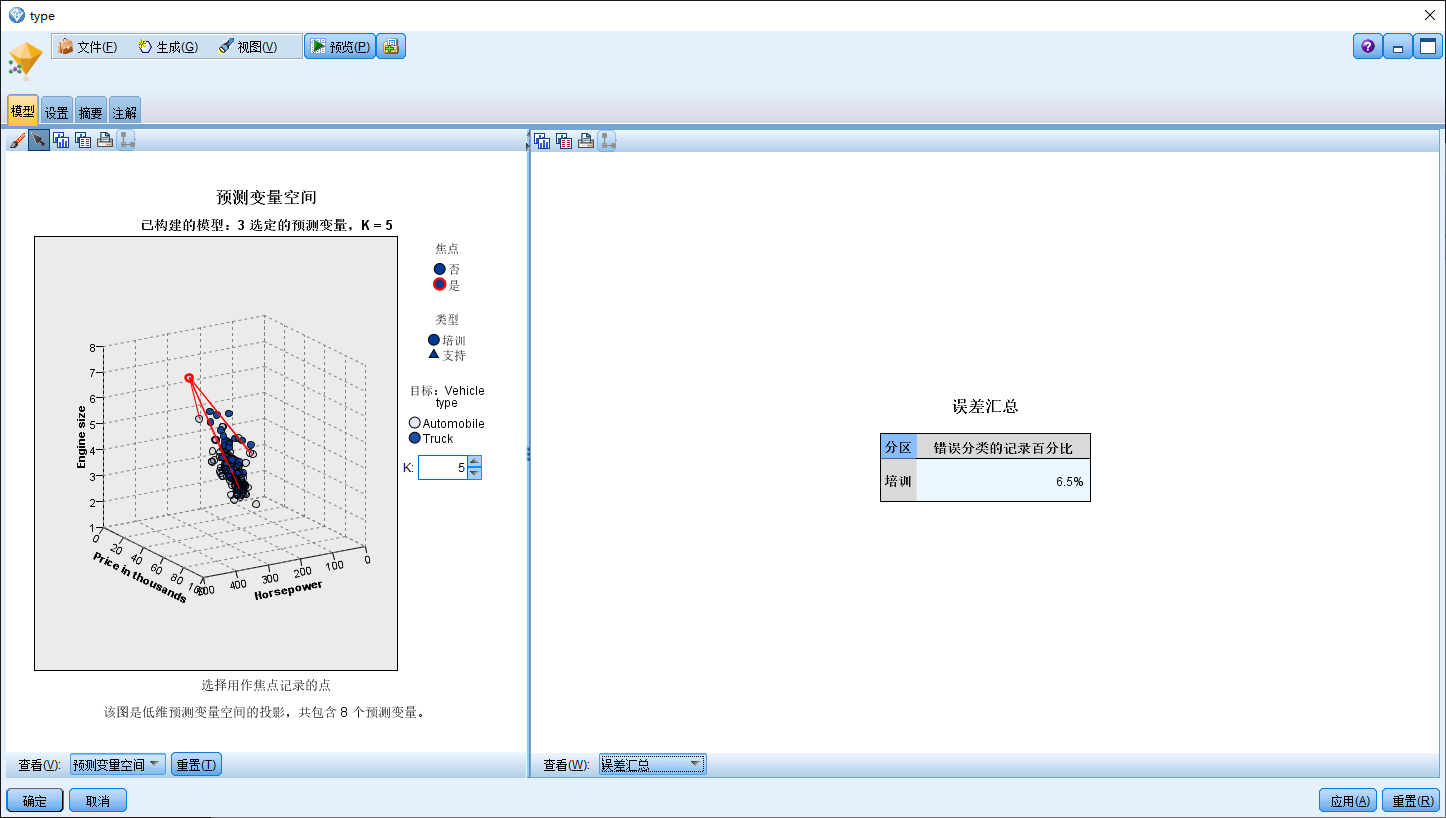 type
文件(F) 生成(G) 视图(V) 预览(P)
模型 设置 摘要 注解
预测变量空间
已构建的模型：3 选定的预测变量，K = 5
焦点
否
是
类型
培训
支持
目标：Vehicle
type
Automobile
Truck
K: 5
8
7
6
5
4
3
2
1
Engine size
0
20
40
60
80
100
Price in thousands
500
400
300
200
100
0
Horsepower
选择用作焦点记录的点
该图是低维预测变量空间的投影，共包含 8 个预测变量。
误差汇总
分区 错误分类的记录百分比
培训 6.5%
查看(V): 预测变量空间 重置(T)
查看(W): 误差汇总
确定 取消 应用(A) 重置(R)